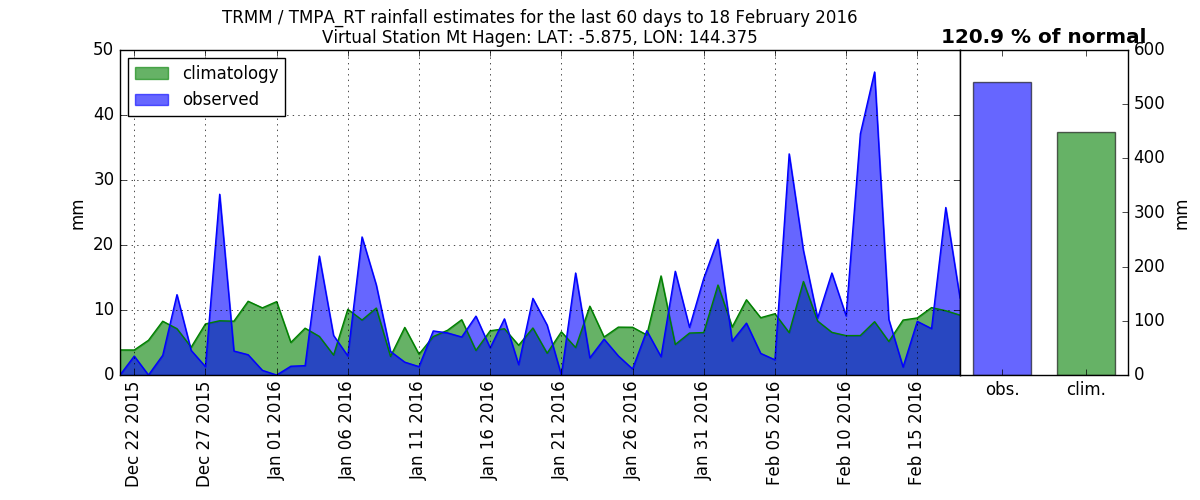 TRMM / TMPA_RT rainfall estimates for the last 60 days to 18 February 2016
Virtual Station Mt Hagen: LAT: -5.875, LON: 144.375
120.9 % of normal
climatology
observed
50
40
30
20
10
0
mm
Dec 22 2015
Dec 27 2015
Jan 01 2016
Jan 06 2016
Jan 11 2016
Jan 16 2016
Jan 21 2016
Jan 26 2016
Jan 31 2016
Feb 05 2016
Feb 10 2016
Feb 15 2016
600
500
400
300
200
100
0
mm
obs.
clim.